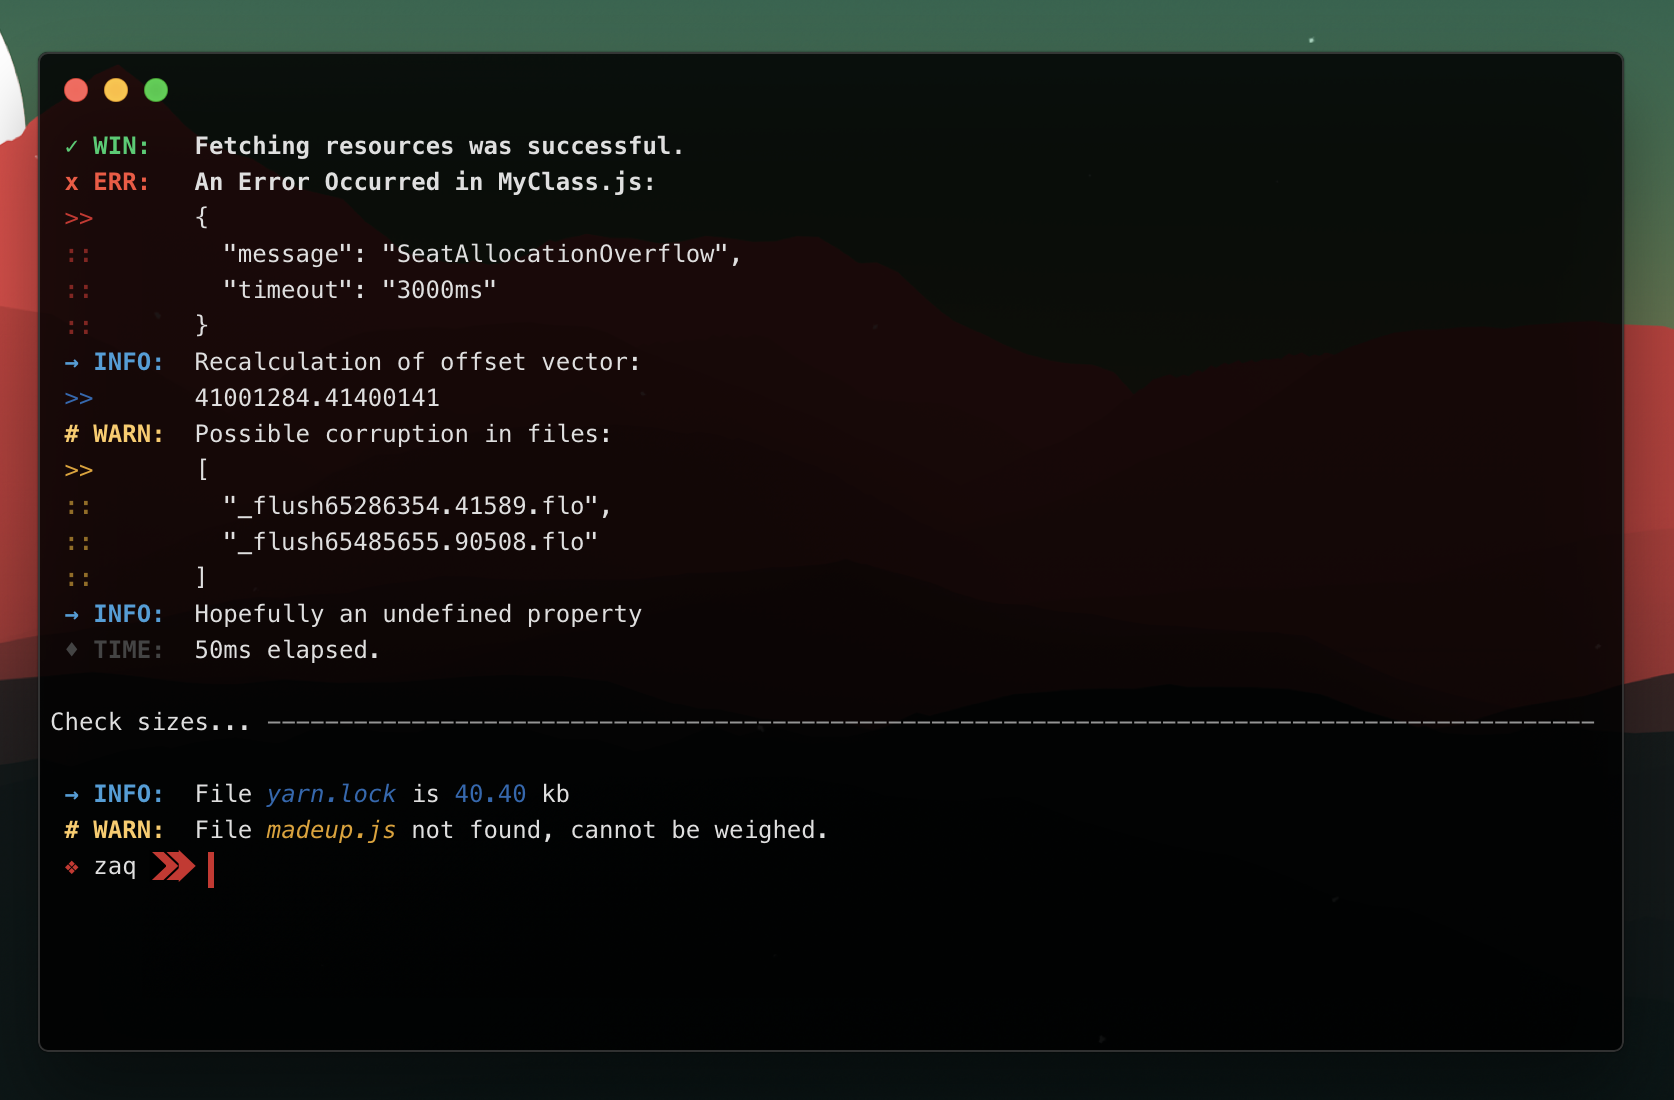 ✓ WIN: Fetching resources was successful.
x ERR: An Error Occurred in MyClass.js:
>> {
:: "message": "SeatAllocationOverflow",
:: "timeout": "3000ms"
:: }
→ INFO: Recalculation of offset vector:
>> 41001284.41400141
# WARN: Possible corruption in files:
>> [
:: "_flush65286354.41589.flo",
:: "_flush65485655.90508.flo"
:: ]
→ INFO: Hopefully an undefined property
♦ TIME: 50ms elapsed.
Check sizes... ────────────────────────────────────────────────────────────────────────────────────────────
→ INFO: File yarn.lock is 40.40 kb
# WARN: File madeup.js not found, cannot be weighed.
❖ zaq